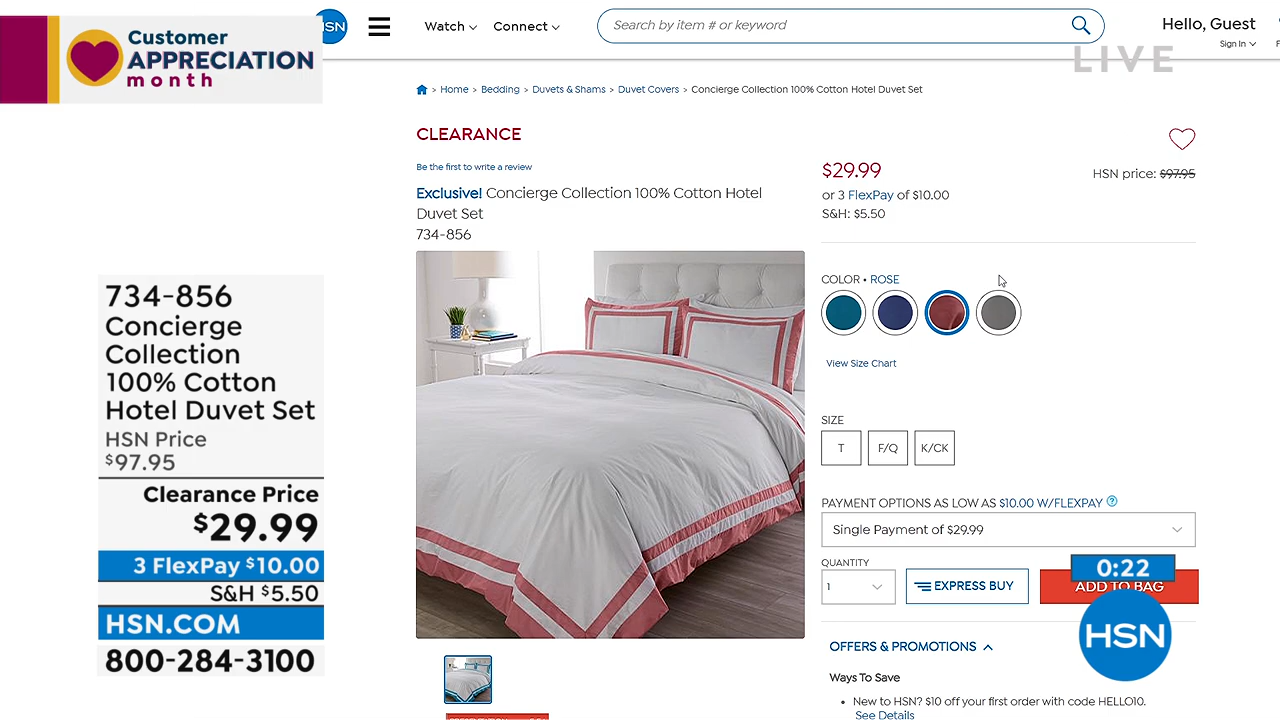 Customer
APPRECIATION
month
HSN
Watch
Connect
Search by item # or keyword
Hello, Guest
Sign In
LIVE
> Home > Bedding > Duvets & Shams > Duvet Covers > Concierge Collection 100% Cotton Hotel Duvet Set
CLEARANCE
Be the first to write a review
Exclusive! Concierge Collection 100% Cotton Hotel
Duvet Set
734-856
$29.99
HSN price: $97.95
or 3 FlexPay of $10.00
S&H: $5.50
COLOR • ROSE
View Size Chart
SIZE
T
F/Q
K/CK
PAYMENT OPTIONS AS LOW AS $10.00 W/FLEXPAY ?
Single Payment of $29.99
QUANTITY
1
EXPRESS BUY
0:22
ADD TO BAG
HSN
OFFERS & PROMOTIONS
Ways To Save
• New to HSN? $10 off your first order with code HELLO10.
See Details
734-856
Concierge
Collection
100% Cotton
Hotel Duvet Set
HSN Price
$97.95
Clearance Price
$29.99
3 FlexPay $10.00
S&H $5.50
HSN.COM
800-284-3100